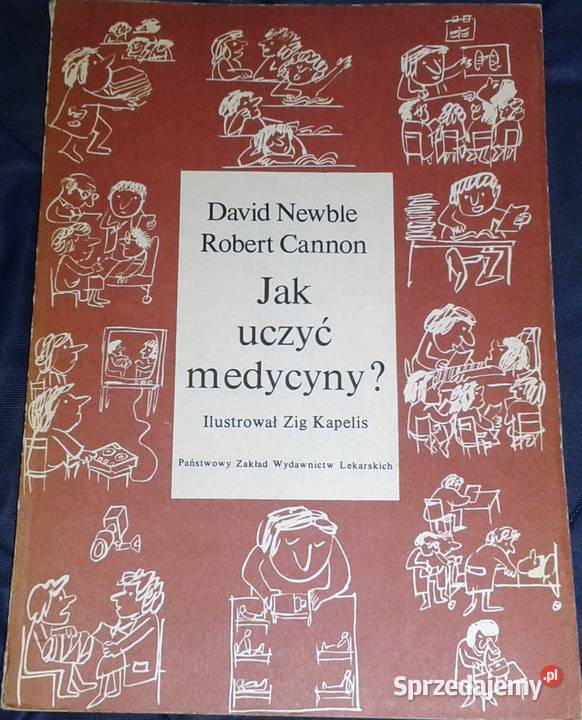 David Newble
Robert Cannon
Jak
uczyć
medycyny?
Ilustrował Zig Kapelis
Państwowy Zakład Wydawnictw Lekarskich
Sprzedajemy.pl